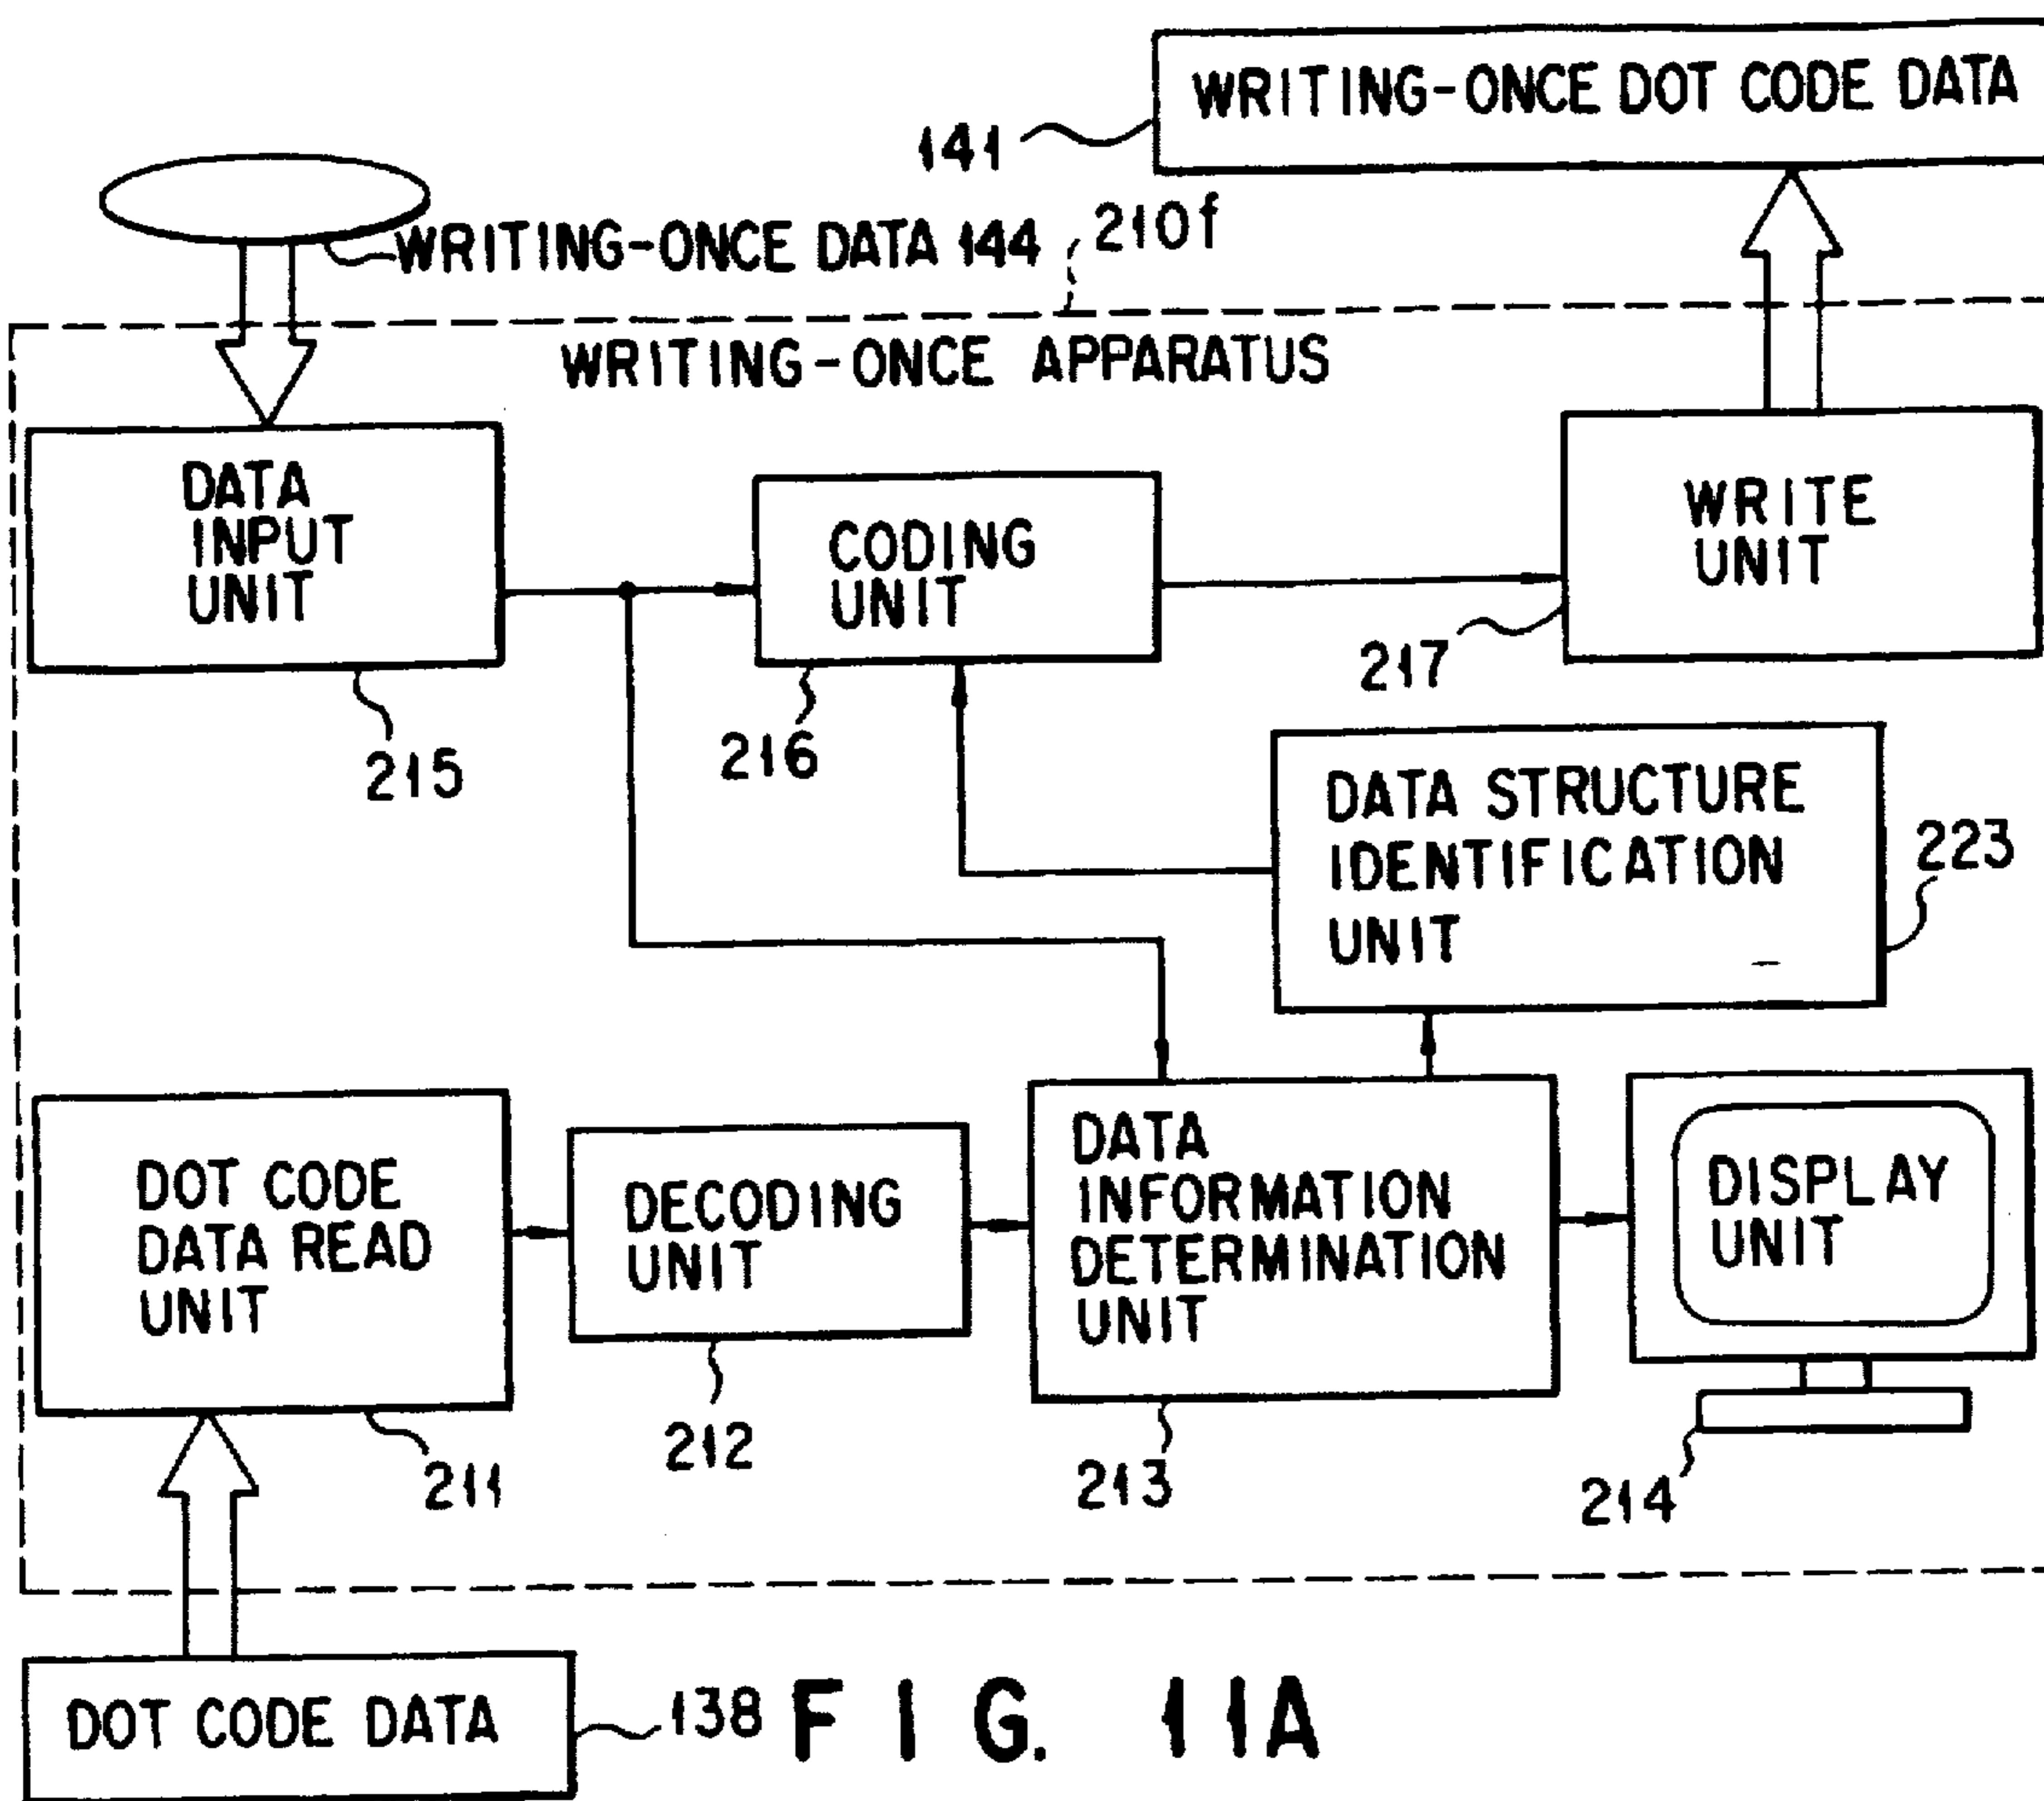 WRITING-ONCE DOT CODE DATA
141
WRITING-ONCE DATA 144
210f
WRITING-ONCE APPARATUS
DATA
INPUT
UNIT
215
CODING
UNIT
216
WRITE
UNIT
217
DATA STRUCTURE
IDENTIFICATION
UNIT
223
DOT CODE
DATA READ
UNIT
211
DECODING
UNIT
212
DATA
INFORMATION
DETERMINATION
UNIT
213
DISPLAY
UNIT
214
DOT CODE DATA
138
FIG. 11A